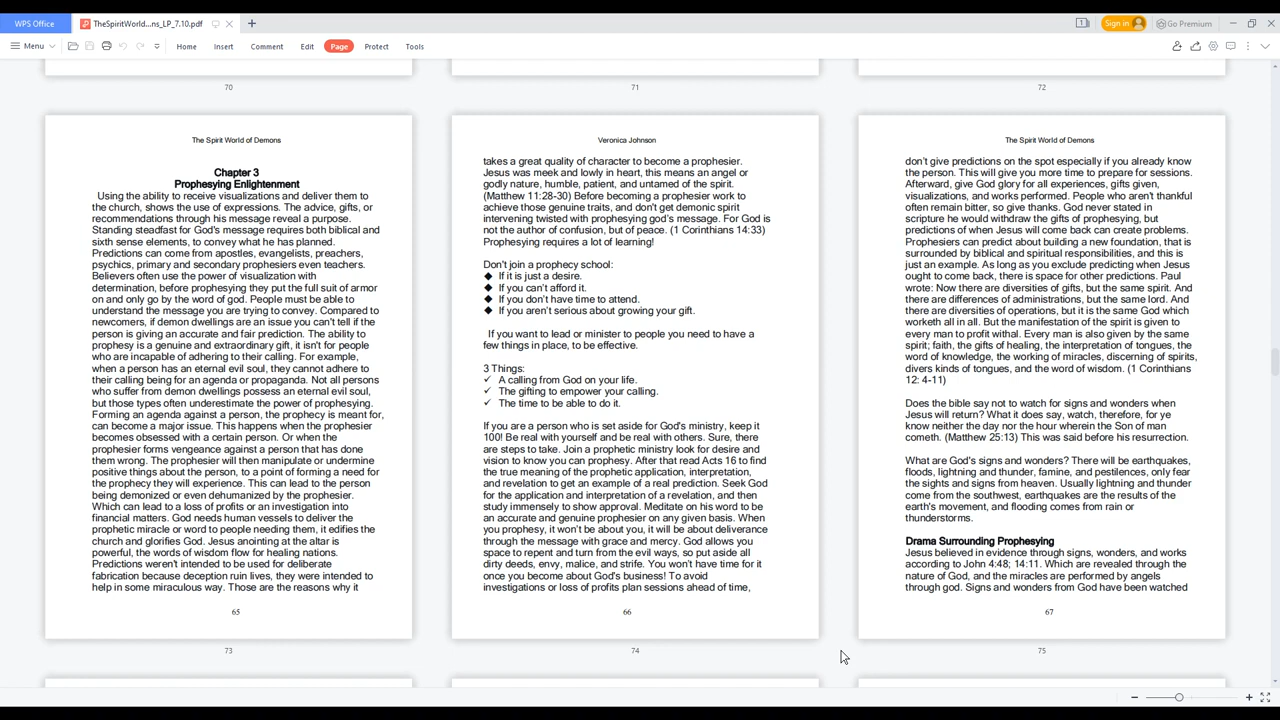 WPS Office
TheSpiritWorld...ns_LP_7.10.pdf
1
Sign in
Go Premium
Menu
Home
Insert
Comment
Edit
Page
Protect
Tools
70
71
72
The Spirit World of Demons
Chapter 3
Prophesying Enlightenment
Using the ability to receive visualizations and deliver them to
the church, shows the use of expressions. The advice, gifts, or
recommendations through his message reveal a purpose.
Standing steadfast for God's message requires both biblical and
sixth sense elements, to convey what he has planned.
Predictions can come from apostles, evangelists, preachers,
psychics, primary and secondary prophesiers even teachers.
Believers often use the power of visualization with
determination, before prophesying they put the full suit of armor
on and only go by the word of god. People must be able to
understand the message you are trying to convey. Compared to
newcomers, if demon dwellings are an issue you can't tell if the
person is giving an accurate and fair prediction. The ability to
prophesy is a genuine and extraordinary gift, it isn't for people
who are incapable of adhering to their calling. For example,
when a person has an eternal evil soul, they cannot adhere to
their calling being for an agenda or propaganda. Not all persons
who suffer from demon dwellings possess an eternal evil soul,
but those types often underestimate the power of prophesying.
Forming an agenda against a person, the prophecy is meant for,
can become a major issue. This happens when the prophesier
becomes obsessed with a certain person. Or when the
prophesier forms vengeance against a person that has done
them wrong. The prophesier will then manipulate or undermine
positive things about the person, to a point of forming a need for
the prophecy they will experience. This can lead to the person
being demonized or even dehumanized by the prophesier.
Which can lead to a loss of profits or an investigation into
financial matters. God needs human vessels to deliver the
prophetic miracle or word to people needing them, it edifies the
church and glorifies God. Jesus anointing at the altar is
powerful, the words of wisdom flow for healing nations.
Predictions weren't intended to be used for deliberate
fabrication because deception ruin lives, they were intended to
help in some miraculous way. Those are the reasons why it
65
73
Veronica Johnson
takes a great quality of character to become a prophesier.
Jesus was meek and lowly in heart, this means an angel or
godly nature, humble, patient, and untamed of the spirit.
(Matthew 11:28-30) Before becoming a prophesier work to
achieve those genuine traits, and don't get demonic spirit
intervening twisted with prophesying god's message. For God is
not the author of confusion, but of peace. (1 Corinthians 14:33)
Prophesying requires a lot of learning!
Don't join a prophecy school:
◆ If it is just a desire.
◆ If you can't afford it.
◆ If you don't have time to attend.
◆ If you aren't serious about growing your gift.
If you want to lead or minister to people you need to have a
few things in place, to be effective.
3 Things:
✓ A calling from God on your life.
✓ The gifting to empower your calling.
✓ The time to be able to do it.
If you are a person who is set aside for God's ministry, keep it
100! Be real with yourself and be real with others. Sure, there
are steps to take. Join a prophetic ministry look for desire and
vision to know you can prophesy. After that read Acts 16 to find
the true meaning of the prophetic application, interpretation,
and revelation to get an example of a real prediction. Seek God
for the application and interpretation of a revelation, and then
study immensely to show approval. Meditate on his word to be
an accurate and genuine prophesier on any given basis. When
you prophesy, it won't be about you, it will be about deliverance
through the message with grace and mercy. God allows you
space to repent and turn from the evil ways, so put aside all
dirty deeds, envy, malice, and strife. You won't have time for it
once you become about God's business! To avoid
investigations or loss of profits plan sessions ahead of time,
66
74
The Spirit World of Demons
don't give predictions on the spot especially if you already know
the person. This will give you more time to prepare for sessions.
Afterward, give God glory for all experiences, gifts given,
visualizations, and works performed. People who aren't thankful
often remain bitter, so give thanks. God never stated in
scripture he would withdraw the gifts of prophesying, but
predictions of when Jesus will come back can create problems.
Prophesiers can predict about building a new foundation, that is
surrounded by biblical and spiritual responsibilities, and this is
just an example. As long as you exclude predicting when Jesus
ought to come back, there is space for other predictions. Paul
wrote: Now there are diversities of gifts, but the same spirit. And
there are differences of administrations, but the same lord. And
there are diversities of operations, but it is the same God which
worketh all in all. But the manifestation of the spirit is given to
every man to profit withal. Every man is also given by the same
spirit; faith, the gifts of healing, the interpretation of tongues, the
word of knowledge, the working of miracles, discerning of spirits,
divers kinds of tongues, and the word of wisdom. (1 Corinthians
12: 4-11)
Does the bible say not to watch for signs and wonders when
Jesus will return? What it does say, watch, therefore, for ye
know neither the day nor the hour wherein the Son of man
cometh. (Matthew 25:13) This was said before his resurrection.
What are God's signs and wonders? There will be earthquakes,
floods, lightning and thunder, famine, and pestilences, only fear
the sights and signs from heaven. Usually lightning and thunder
come from the southwest, earthquakes are the results of the
earth's movement, and flooding comes from rain or
thunderstorms.
Drama Surrounding Prophesying
Jesus believed in evidence through signs, wonders, and works
according to John 4:48; 14:11. Which are revealed through the
nature of God, and the miracles are performed by angels
through god. Signs and wonders from God have been watched
67
75